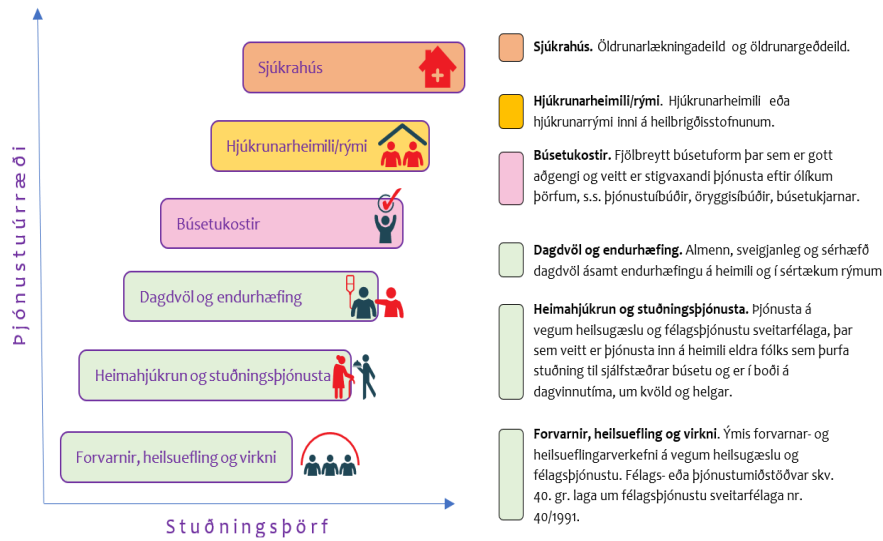 Þjónustuúrræði
Sjúkrahús
Hjúkrunarheimili/rými
Búsetukostir
Dagdvöl og endurhæfing
Heimahjúkrun og stuðningsþjónusta
Forvarnir, heilsuefling og virkni
Stuðningsþörf
Sjúkrahús. Öldrunarlækningadeild og öldrunargeðdeild.
Hjúkrunarheimili/rými. Hjúkrunarheimili eða
hjúkrunarrými inni á heilbrigðisstofnunum.
Búsetukostir. Fjölbreytt búsetuform þar sem er gott
aðgengi og veitt er stigvaxandi þjónusta eftir ólíkum
þörfum, s.s. þjónustuíbúðir, öryggisíbúðir, búsetukjarnar.
Dagdvöl og endurhæfing. Almenn, sveigjanleg og sérhæfð
dagdvöl ásamt endurhæfingu á heimili og í sértækum rýmum
Heimahjúkrun og stuðningsþjónusta. Þjónusta á
vegum heilsugæslu og félagsþjónustu sveitarfélaga, þar
sem veitt er þjónusta inn á heimili eldra fólks sem þurfa
stuðning til sjálfstæðrar búsetu og er í boði á
dagvinnutíma, um kvöld og helgar.
Forvarnir, heilsuefling og virkni. Ýmis forvarnar- og
heilsueflingarverkefni á vegum heilsugæslu og
félagsþjónustu. Félags- eða þjónustumiðstöðvar skv.
40. gr. laga um félagsþjónustu sveitarfélaga nr.
40/1991.